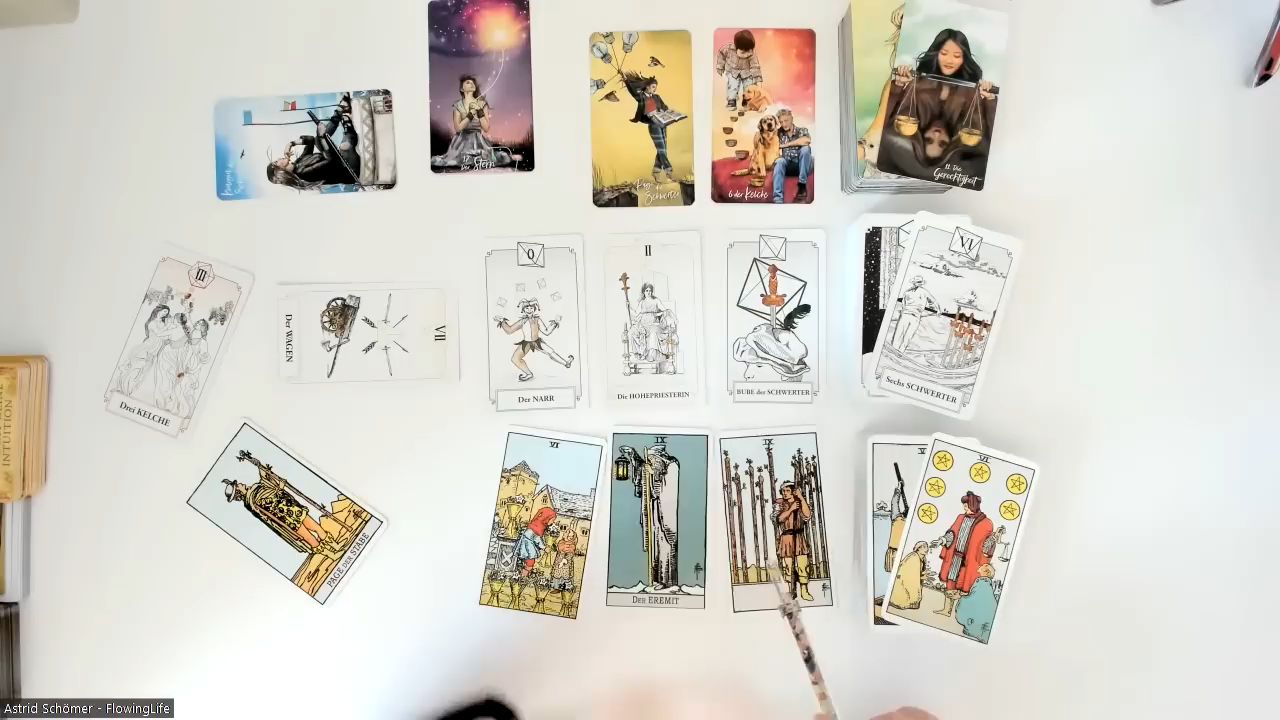 17
Der Stern
6 der Kelche
11 Die
Gerechtigkeit
III
Drei KELCHE
Der WAGEN
VII
0
Der NARR
II
Die HOHEPRIESTERIN
BUBE der SCHWERTER
VI
Sechs SCHWERTER
PAGE DER STÄBE
VI
IX
DER EREMIT
IX
V
VI
INTUITION
Astrid Schömer - FlowingLife